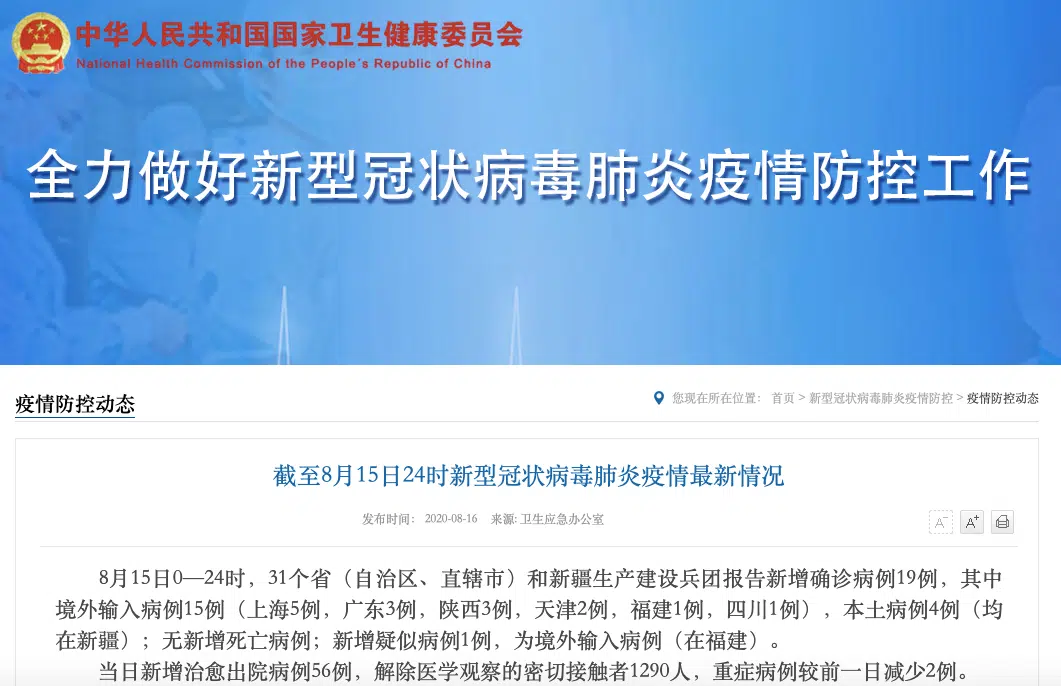 中华人民共和国国家卫生健康委员会
National Health Commission of the People's Republic of China
全力做好新型冠状病毒肺炎疫情防控工作
疫情防控动态
您现在所在位置： 首页 > 新型冠状病毒肺炎疫情防控 > 疫情防控动态
截至8月15日24时新型冠状病毒肺炎疫情最新情况
发布时间： 2020-08-16 来源: 卫生应急办公室
A- A+
8月15日0—24时，31个省（自治区、直辖市）和新疆生产建设兵团报告新增确诊病例19例，其中
境外输入病例15例（上海5例，广东3例，陕西3例，天津2例，福建1例，四川1例），本土病例4例（均
在新疆）；无新增死亡病例；新增疑似病例1例，为境外输入病例（在福建）。
当日新增治愈出院病例56例，解除医学观察的密切接触者1290人，重症病例较前一日减少2例。